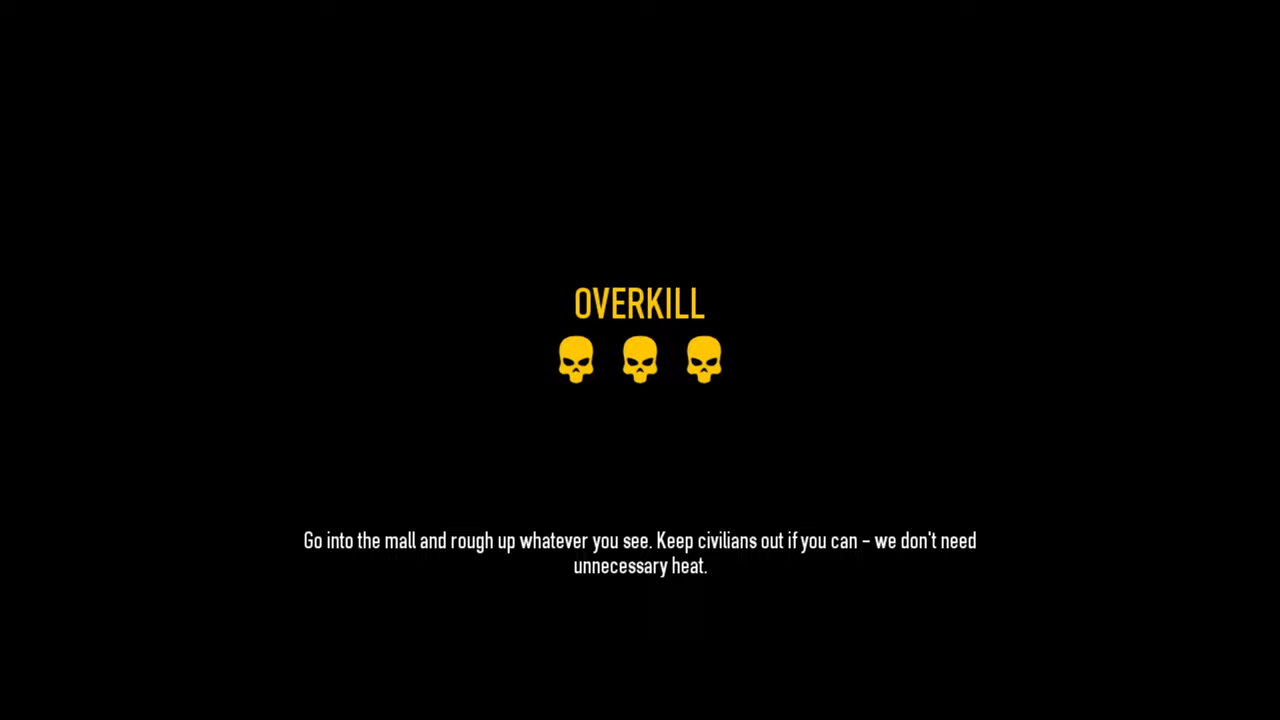 OVERKILL
Go into the mall and rough up whatever you see. Keep civilians out if you can - we don't need
unnecessary heat.